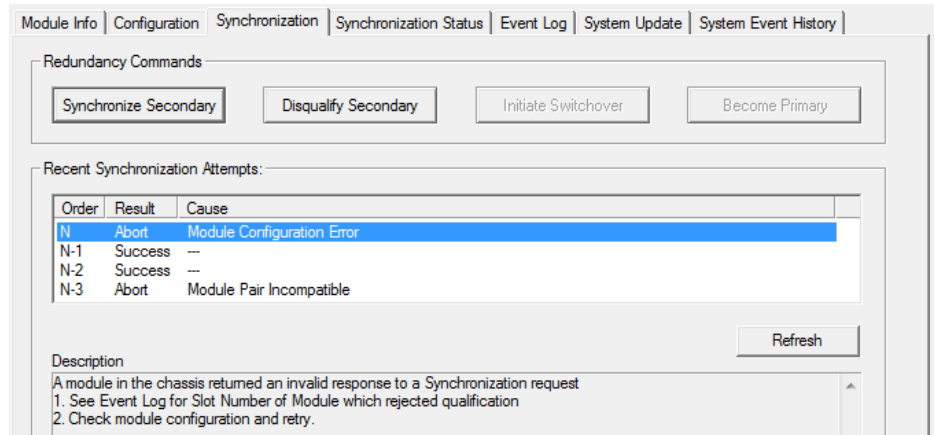 Module Info Configuration Synchronization Synchronization Status Event Log System Update System Event History
Redundancy Commands
Synchronize Secondary Disqualify Secondary Initiate Switchover Become Primary
Recent Synchronization Attempts:
Order Result Cause
N Abort Module Configuration Error
N-1 Success ---
N-2 Success ---
N-3 Abort Module Pair Incompatible
Refresh
Description
A module in the chassis returned an invalid response to a Synchronization request
1. See Event Log for Slot Number of Module which rejected qualification
2. Check module configuration and retry.